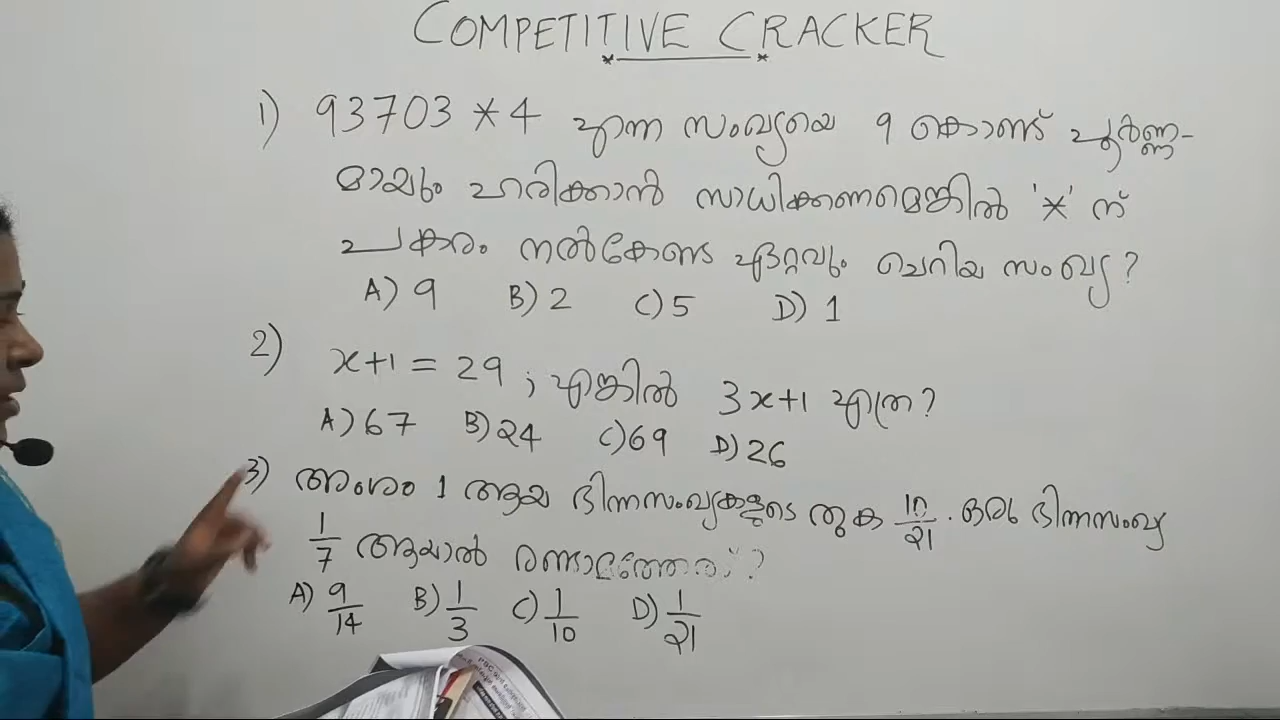 COMPETITIVE CRACKER
1) 93703 * 4 എന്ന സംഖ്യയെ 9 കൊണ്ട് പൂർണ്ണ-
മായും ഹരിക്കാൻ സാധിക്കണമെങ്കിൽ '*' ന്
പകരം നൽകേണ്ട ഏറ്റവും ചെറിയ സംഖ്യ?
A) 9 B) 2 C) 5 D) 1
2) x+1 = 29 ; എങ്കിൽ 3x+1 എത്ര?
A) 67 B) 24 C) 69 D) 26
3) അംശം 1 ആയ ഭിന്നസംഖ്യകളുടെ തുക 10/21 . ഒരു ഭിന്നസംഖ്യ
1/7 ആയാൽ രണ്ടാമത്തേത് ?
A) 9/14 B) 1/3 C) 1/10 D) 1/21